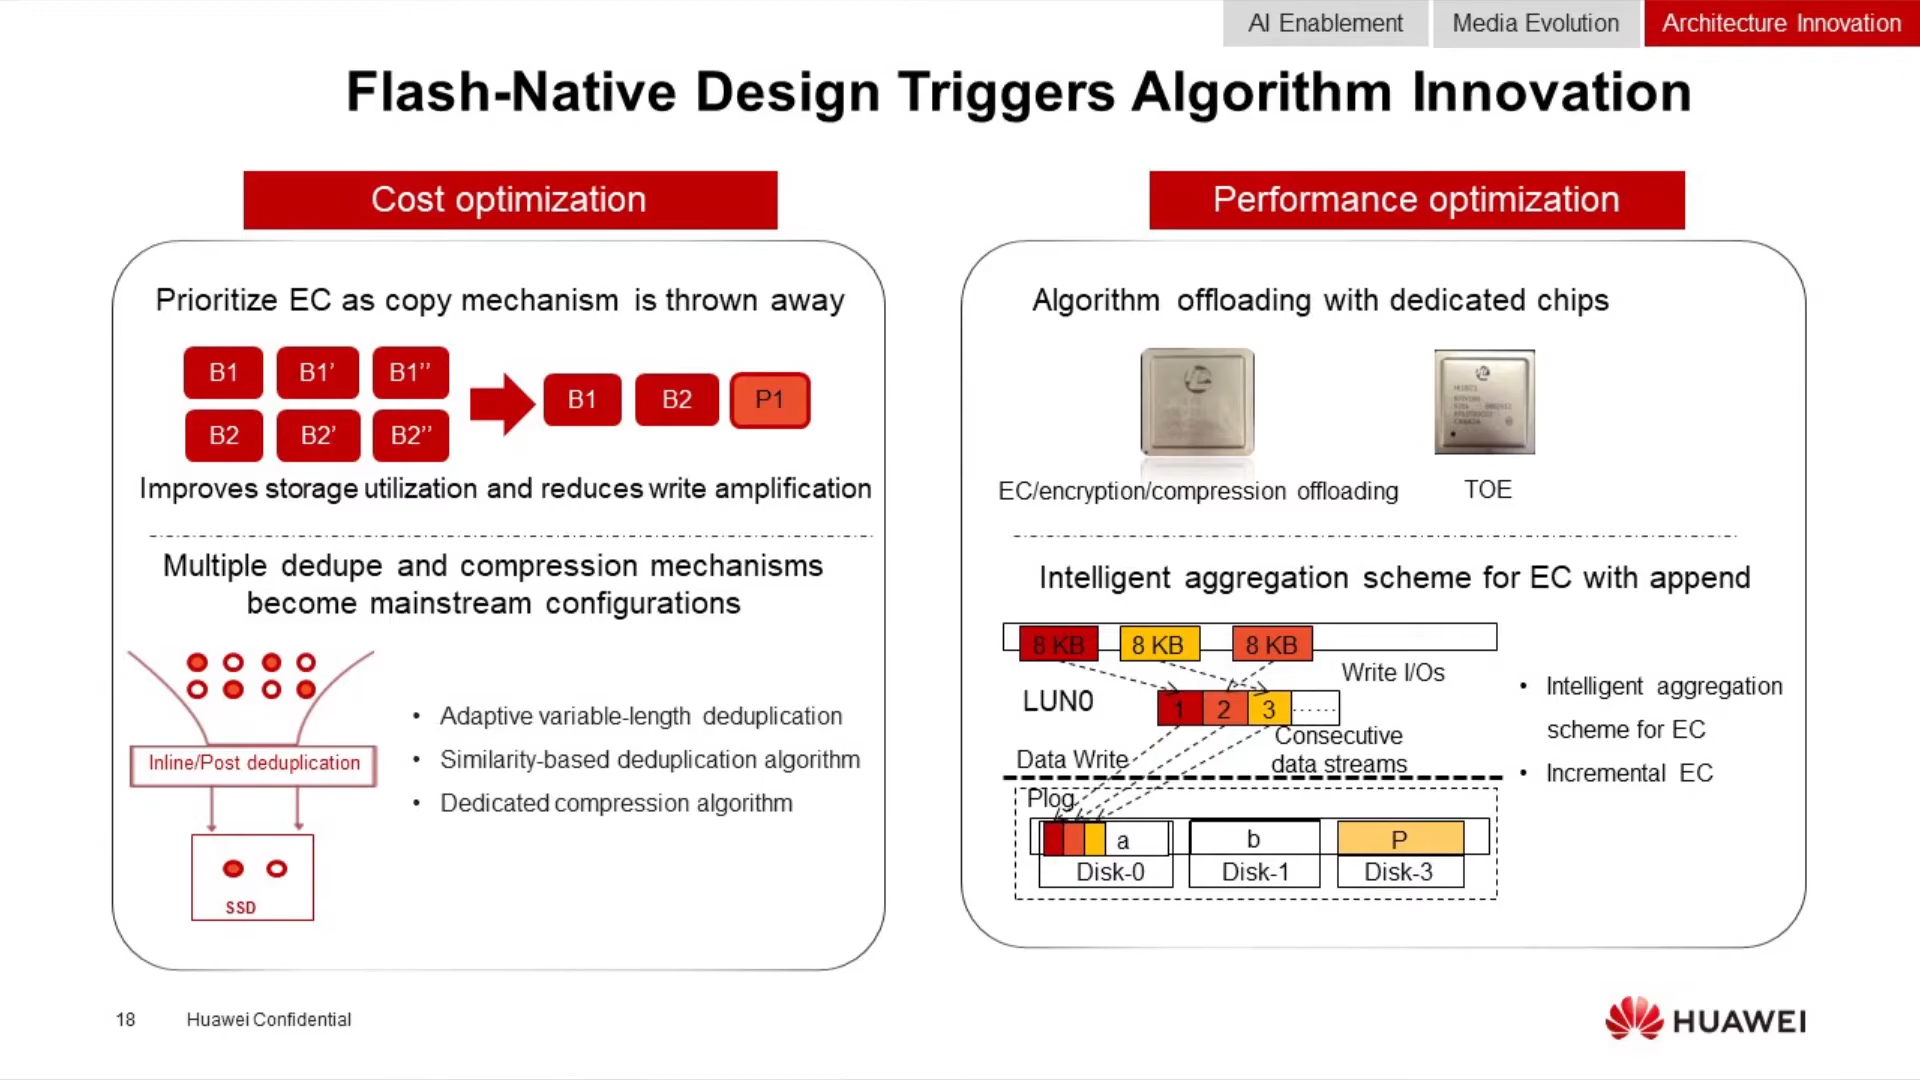 AI Enablement
Media Evolution
Architecture Innovation
Flash-Native Design Triggers Algorithm Innovation
Cost optimization
Prioritize EC as copy mechanism is thrown away
B1 B1’ B1’’
B2 B2’ B2’’
B1 B2 P1
Improves storage utilization and reduces write amplification
Multiple dedupe and compression mechanisms
become mainstream configurations
Inline/Post deduplication
SSD
• Adaptive variable-length deduplication
• Similarity-based deduplication algorithm
• Dedicated compression algorithm
Performance optimization
Algorithm offloading with dedicated chips
EC/encryption/compression offloading
TOE
Intelligent aggregation scheme for EC with append
8 KB 8 KB 8 KB
Write I/Os
LUN0
1 2 3 ......
Consecutive
data streams
Data Write
Plog
a b P
Disk-0 Disk-1 Disk-3
• Intelligent aggregation
scheme for EC
• Incremental EC
18
Huawei Confidential
HUAWEI